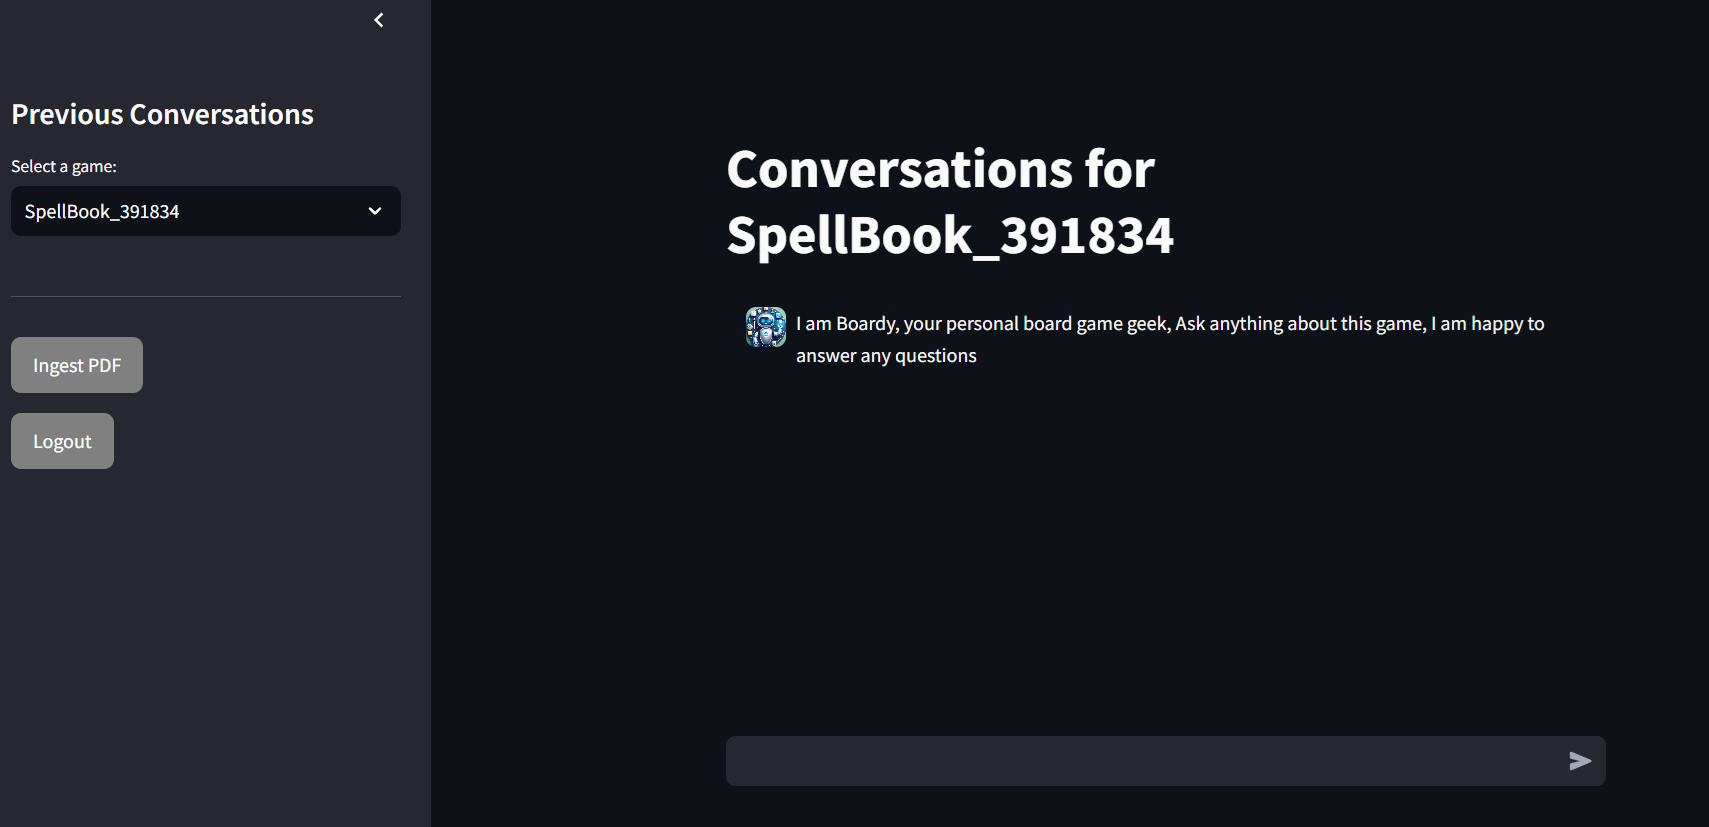 Previous Conversations
Select a game:
SpellBook_391834
Ingest PDF
Logout
Conversations for
SpellBook_391834
I am Boardy, your personal board game geek, Ask anything about this game, I am happy to
answer any questions